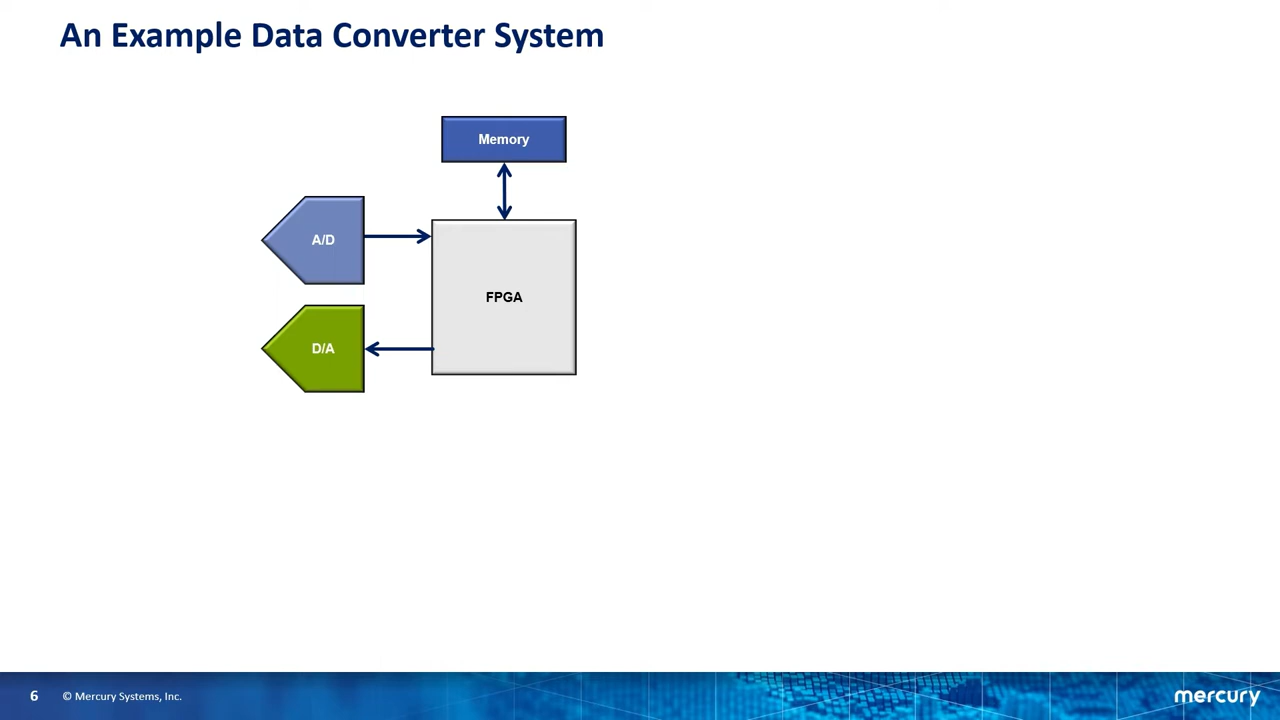 An Example Data Converter System
Memory
A/D
FPGA
D/A
6
© Mercury Systems, Inc.
mercury